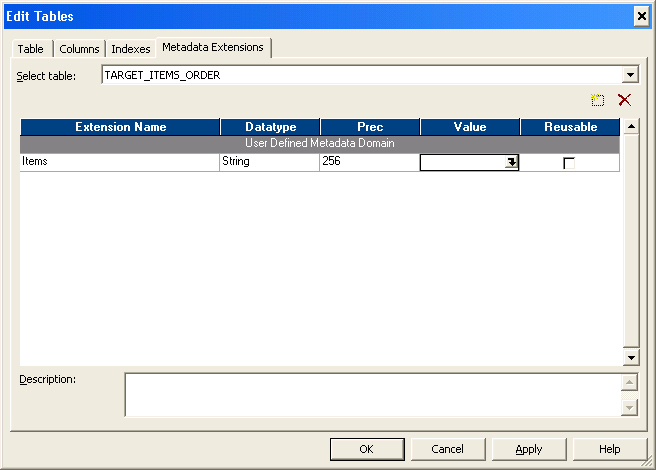 Edit Tables
Table Columns Indexes Metadata Extensions
Select table: TARGET_ITEMS_ORDER
Extension Name Datatype Prec Value Reusable
User Defined Metadata Domain
Items String 256
Description:
OK Cancel Apply Help